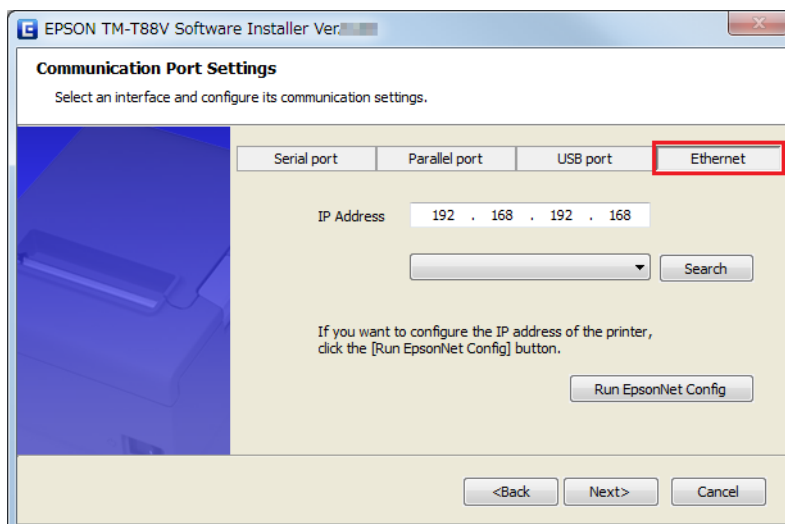 EPSON TM-T88V Software Installer Ver.
Communication Port Settings
Select an interface and configure its communication settings.
Serial port Parallel port USB port Ethernet
IP Address 192 . 168 . 192 . 168
Search
If you want to configure the IP address of the printer,
click the [Run EpsonNet Config] button.
Run EpsonNet Config
<Back Next> Cancel